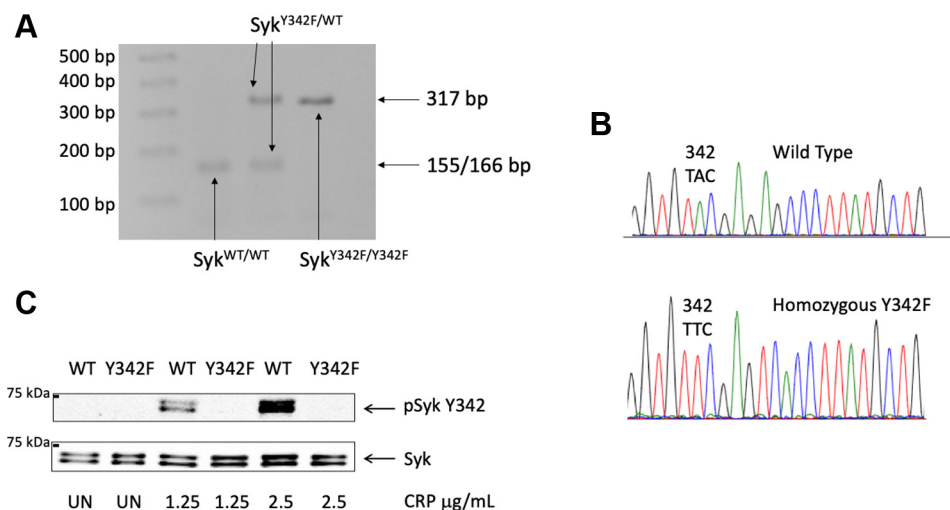 A
Syk^Y342F/WT
500 bp
400 bp
300 bp
200 bp
100 bp
317 bp
155/166 bp
Syk^WT/WT
Syk^Y342F/Y342F
B
342
TAC
Wild Type
342
TTC
Homozygous Y342F
C
WT Y342F WT Y342F WT Y342F
75 kDa
pSyk Y342
75 kDa
Syk
UN UN 1.25 1.25 2.5 2.5 CRP µg/mL